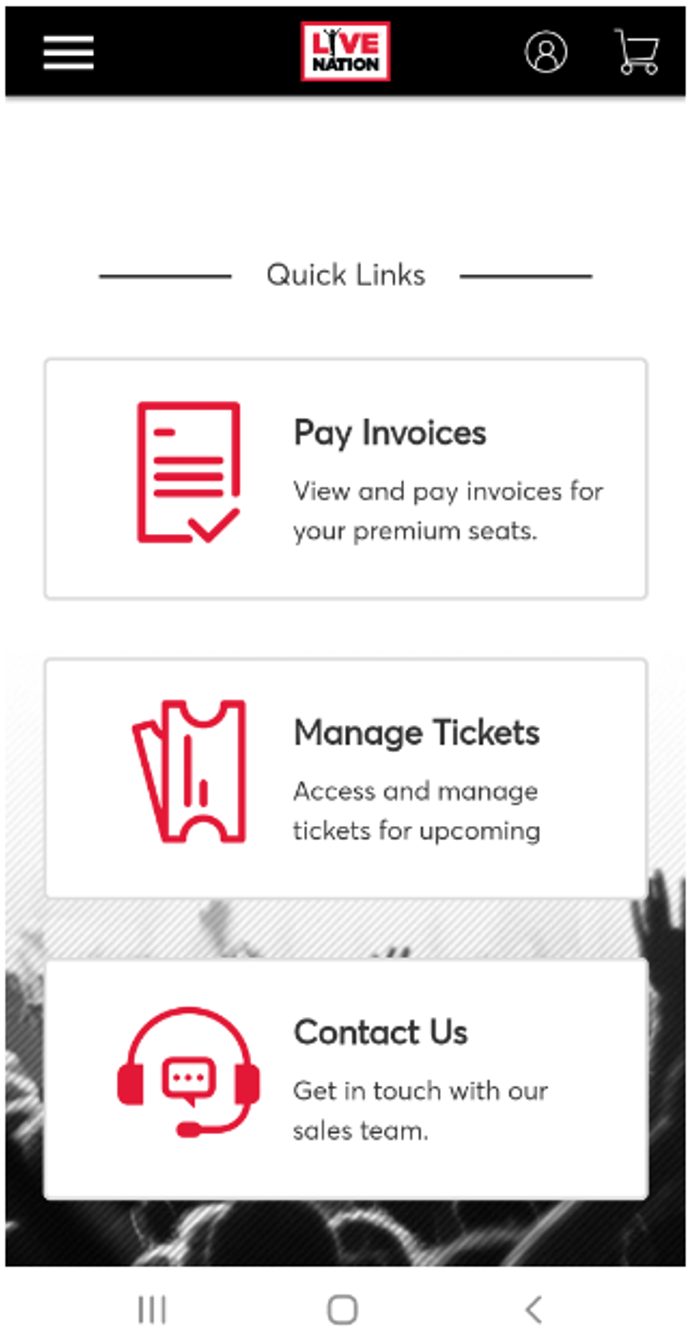 LIVE
NATION
Quick Links
Pay Invoices
View and pay invoices for
your premium seats.
Manage Tickets
Access and manage
tickets for upcoming
Contact Us
Get in touch with our
sales team.